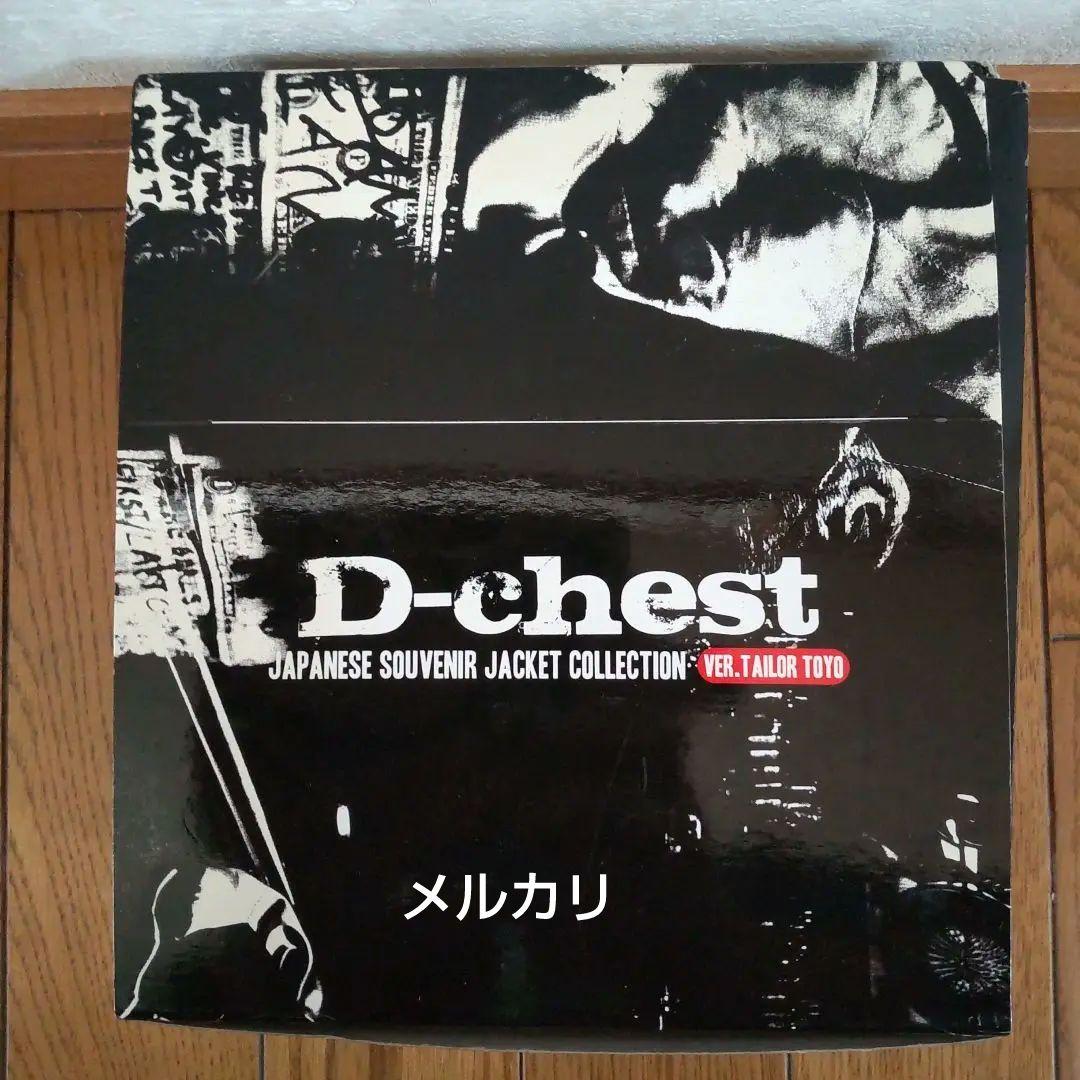 D-chest
JAPANESE SOUVENIR JACKET COLLECTION VER.TAILOR TOYO
メルカリ